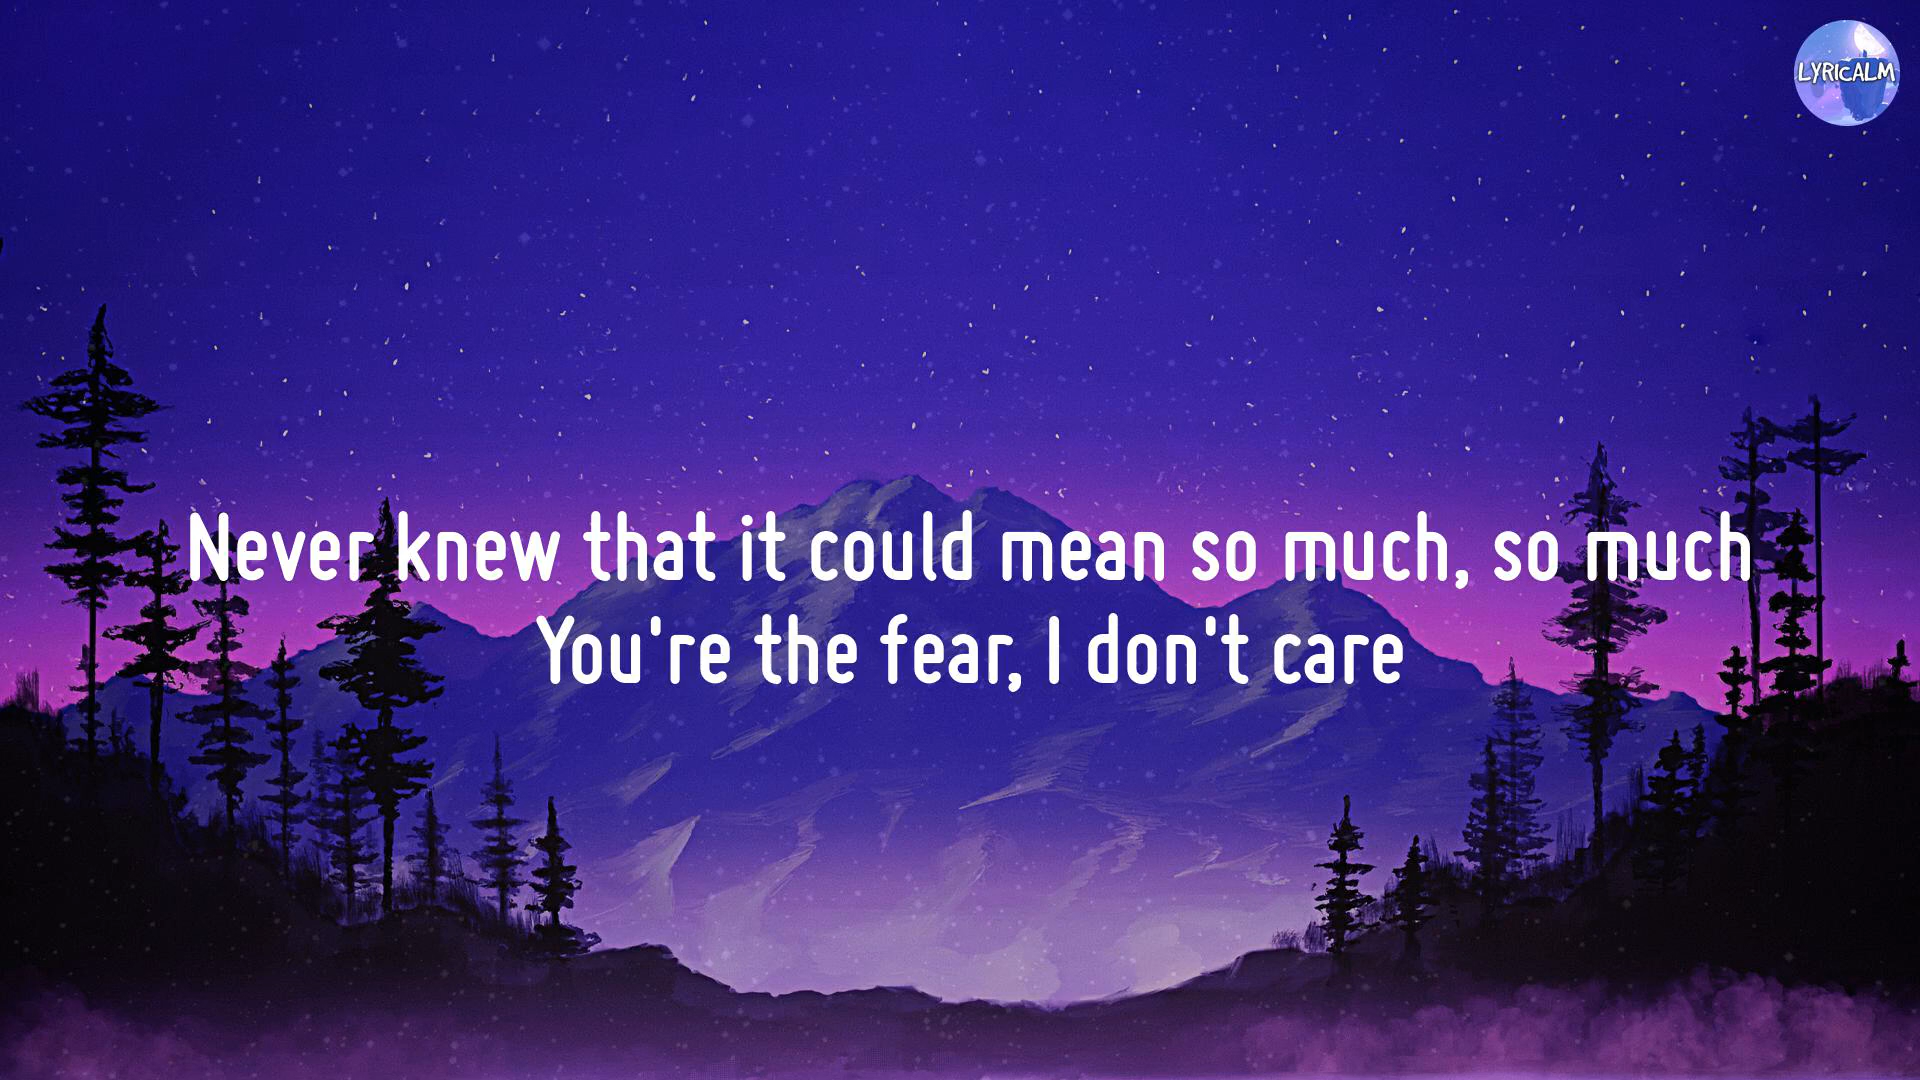 LYRICALM
Never knew that it could mean so much, so much
You're the fear, I don't care